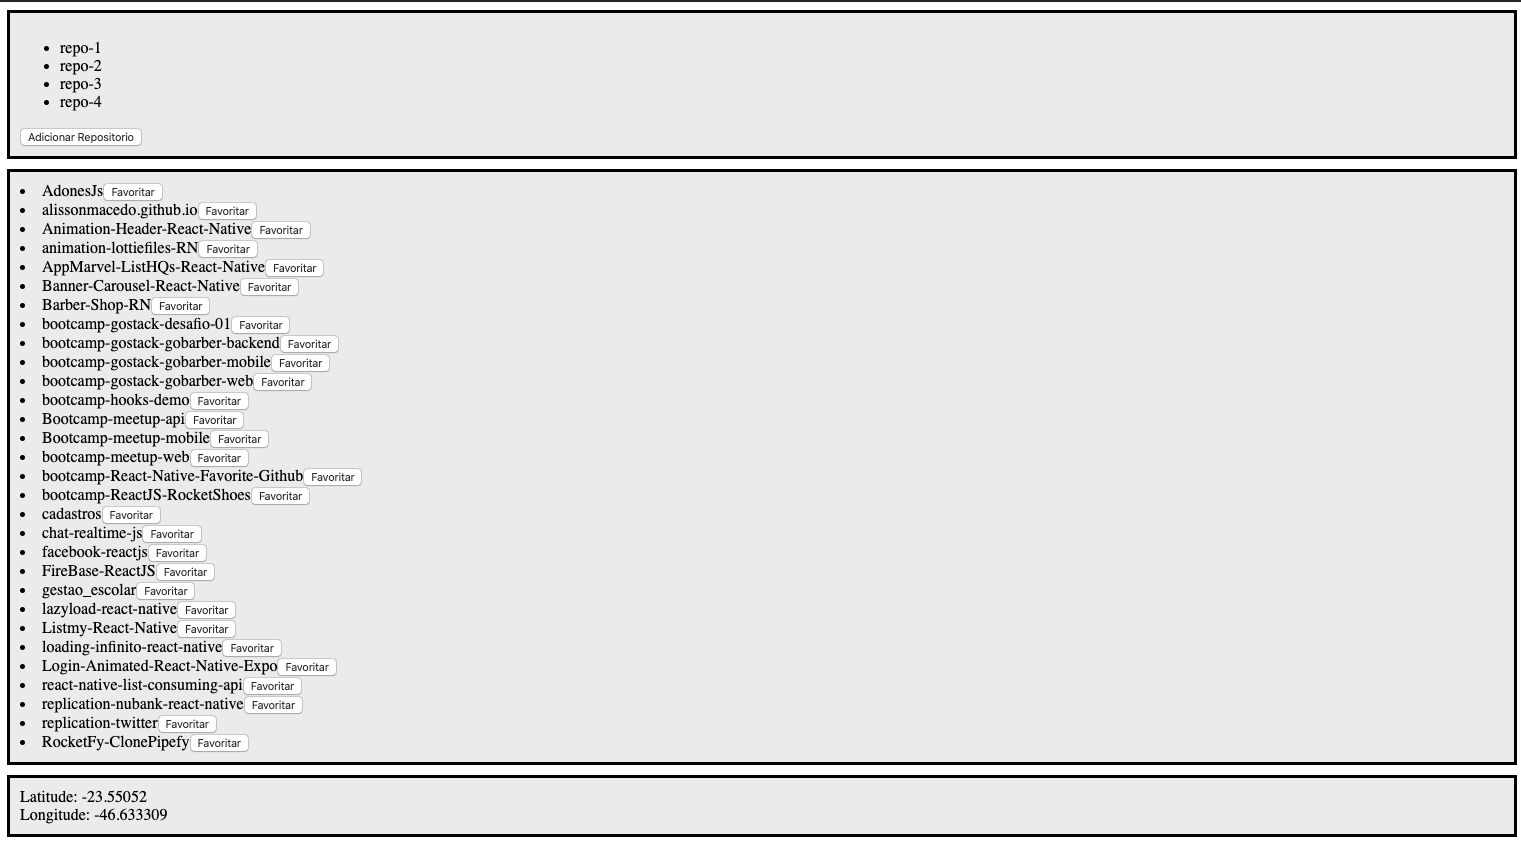 repo-1
repo-2
repo-3
repo-4
Adicionar Repositorio
AdonesJs Favoritar
alissonmacedo.github.io Favoritar
Animation-Header-React-Native Favoritar
animation-lottiefiles-RN Favoritar
AppMarvel-ListHQs-React-Native Favoritar
Banner-Carousel-React-Native Favoritar
Barber-Shop-RN Favoritar
bootcamp-gostack-desafio-01 Favoritar
bootcamp-gostack-gobarber-backend Favoritar
bootcamp-gostack-gobarber-mobile Favoritar
bootcamp-gostack-gobarber-web Favoritar
bootcamp-hooks-demo Favoritar
Bootcamp-meetup-api Favoritar
Bootcamp-meetup-mobile Favoritar
bootcamp-meetup-web Favoritar
bootcamp-React-Native-Favorite-Github Favoritar
bootcamp-ReactJS-RocketShoes Favoritar
cadastros Favoritar
chat-realtime-js Favoritar
facebook-reactjs Favoritar
FireBase-ReactJS Favoritar
gestao_escolar Favoritar
lazyload-react-native Favoritar
Listmy-React-Native Favoritar
loading-infinito-react-native Favoritar
Login-Animated-React-Native-Expo Favoritar
react-native-list-consuming-api Favoritar
replication-nubank-react-native Favoritar
replication-twitter Favoritar
RocketFy-ClonePipefy Favoritar
Latitude: -23.55052
Longitude: -46.633309